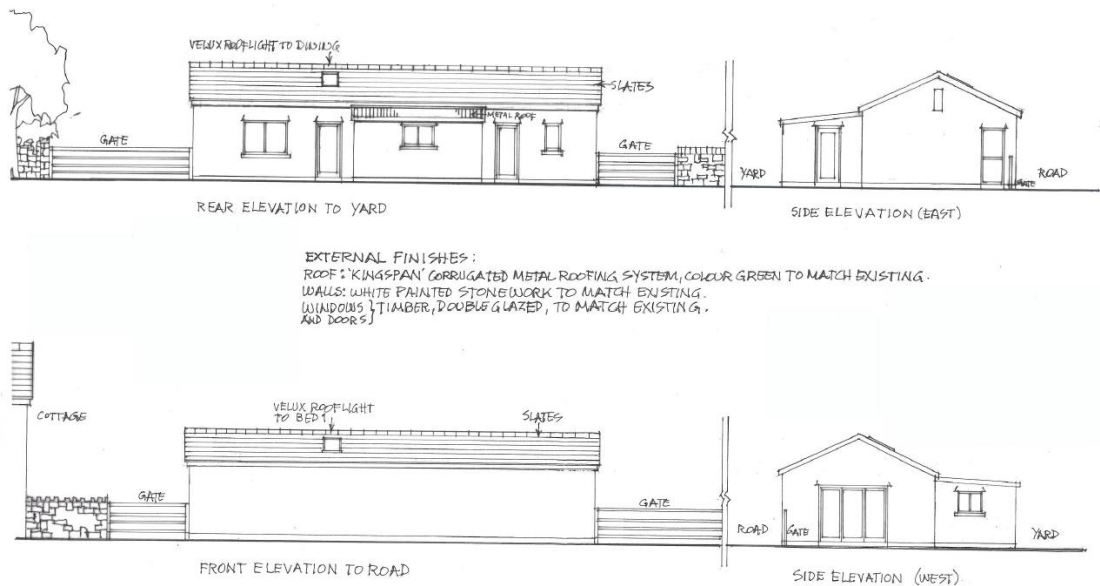 VELUX ROOFLIGHT TO DINING
SLATES
METAL ROOF
GATE
GATE
YARD
ROAD
GATE
REAR ELEVATION TO YARD
SIDE ELEVATION (EAST)
EXTERNAL FINISHES:
ROOF: 'KINGSPAN' CORRUGATED METAL ROOFING SYSTEM, COLOUR GREEN TO MATCH EXISTING.
WALLS: WHITE PAINTED STONEWORK TO MATCH EXISTING.
WINDOWS } TIMBER, DOUBLE GLAZED, TO MATCH EXISTING.
AND DOORS }
COTTAGE
VELUX ROOFLIGHT
TO BED 1
SLATES
GATE
GATE
ROAD
GATE
YARD
FRONT ELEVATION TO ROAD
SIDE ELEVATION (WEST)